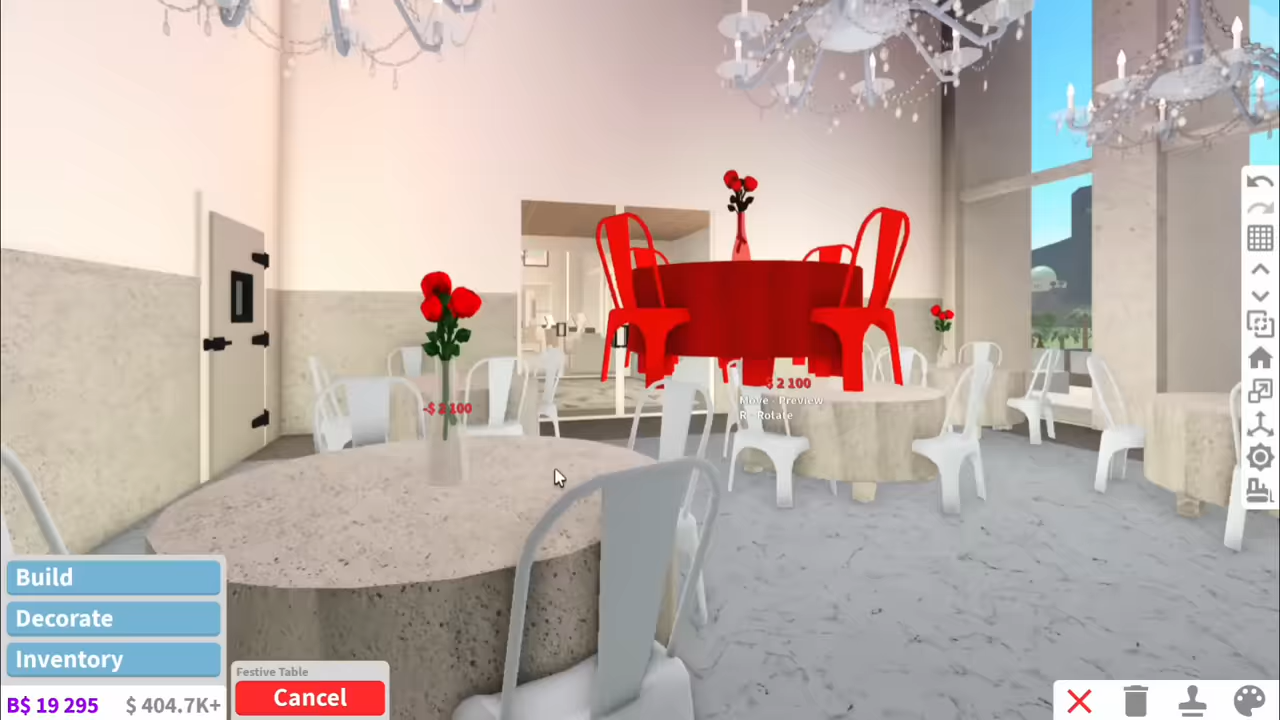 -$ 2 100
$ 2 100
Move - Preview
R - Rotate
Build
Decorate
Inventory
Festive Table
Cancel
B$ 19 295 $ 404.7K+